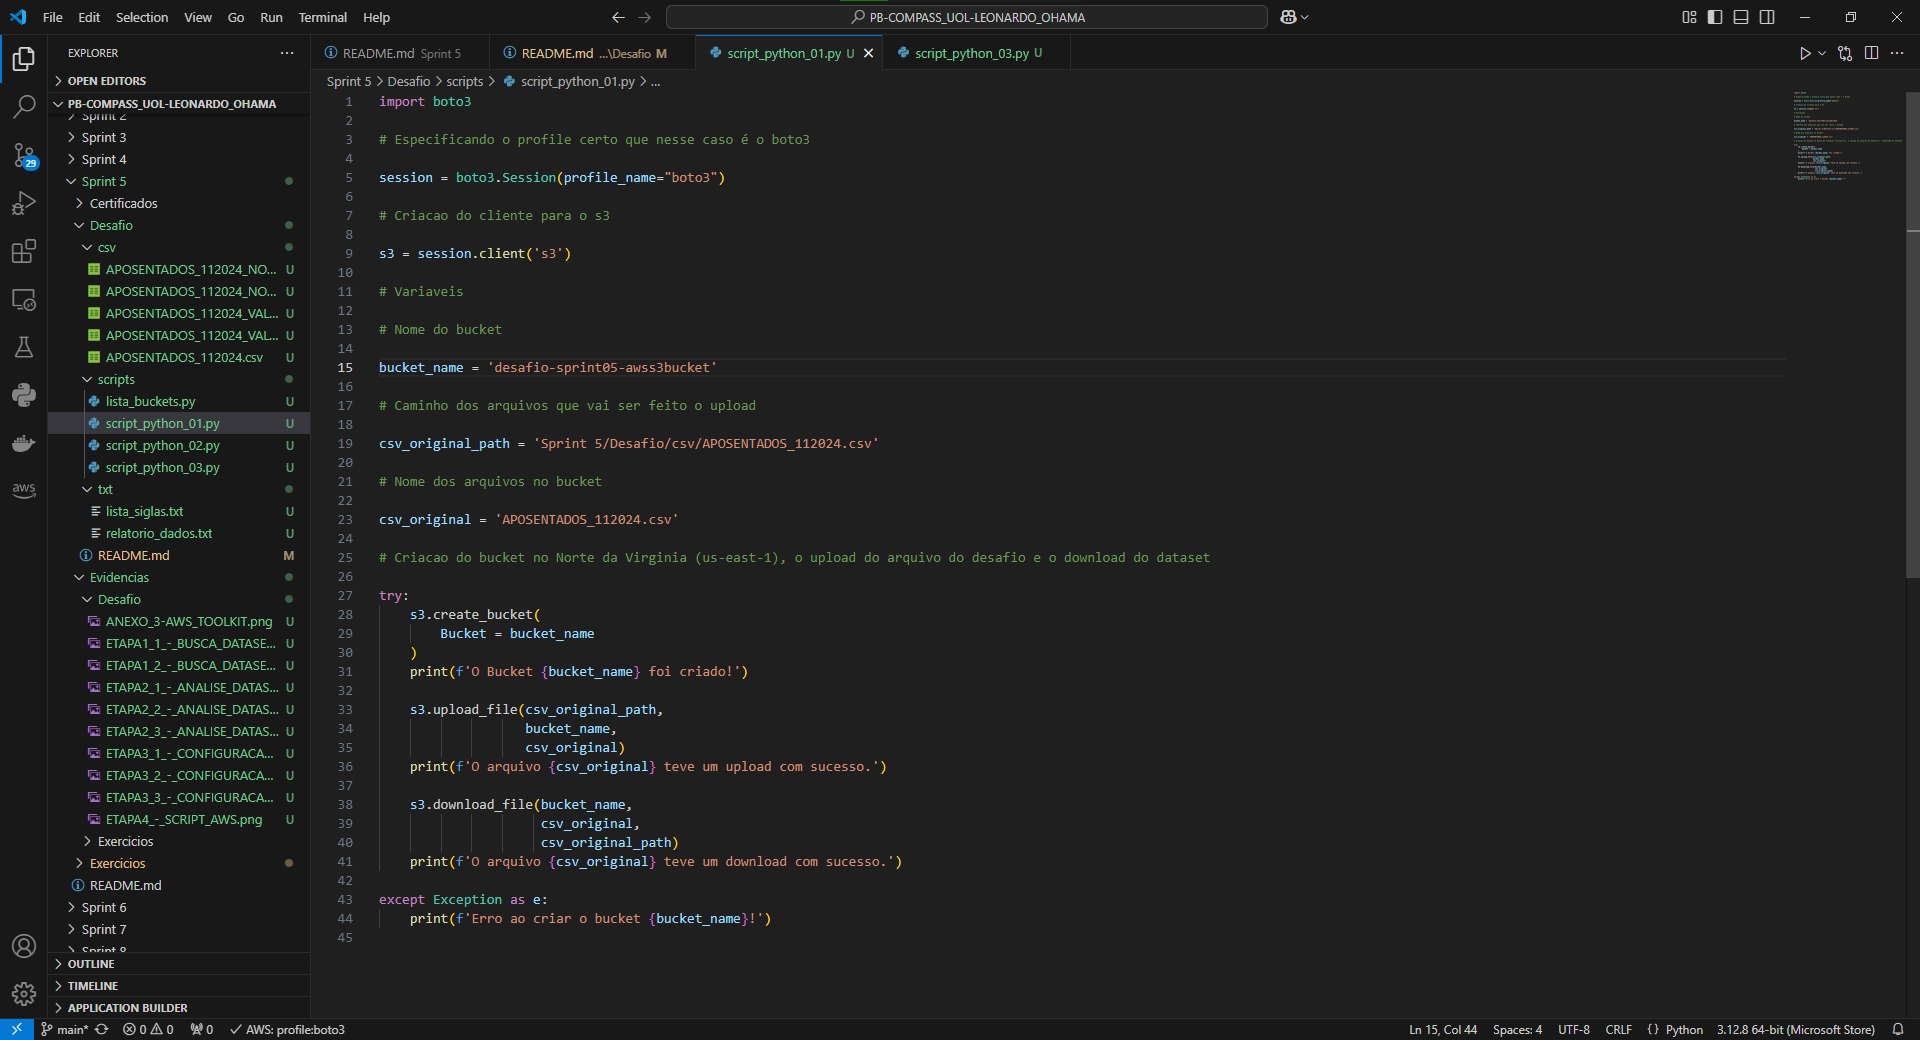 File Edit Selection View Go Run Terminal Help
PB-COMPASS_UOL-LEONARDO_OHAMA
EXPLORER
OPEN EDITORS
PB-COMPASS_UOL-LEONARDO_OHAMA
Sprint 2
Sprint 3
Sprint 4
Sprint 5
Certificados
Desafio
csv
APOSENTADOS_112024_NO... U
APOSENTADOS_112024_NO... U
APOSENTADOS_112024_VAL... U
APOSENTADOS_112024_VAL... U
APOSENTADOS_112024.csv U
scripts
lista_buckets.py U
script_python_01.py U
script_python_02.py U
script_python_03.py U
txt
lista_siglas.txt U
relatorio_dados.txt U
README.md M
Evidencias
Desafio
ANEXO_3-AWS_TOOLKIT.png U
ETAPA1_1_-_BUSCA_DATASE... U
ETAPA1_2_-_BUSCA_DATASE... U
ETAPA2_1_-_ANALISE_DATAS... U
ETAPA2_2_-_ANALISE_DATAS... U
ETAPA2_3_-_ANALISE_DATAS... U
ETAPA3_1_-_CONFIGURACA... U
ETAPA3_2_-_CONFIGURACA... U
ETAPA3_3_-_CONFIGURACA... U
ETAPA4_-_SCRIPT_AWS.png U
Exercicios
Exercicios
README.md
Sprint 6
Sprint 7
Sprint 8
OUTLINE
TIMELINE
APPLICATION BUILDER
29
aws
README.md Sprint 5
README.md ...\Desafio M
script_python_01.py U
script_python_03.py U
Sprint 5 > Desafio > scripts > script_python_01.py > ...
1 import boto3
2
3 # Especificando o profile certo que nesse caso é o boto3
4
5 session = boto3.Session(profile_name="boto3")
6
7 # Criacao do cliente para o s3
8
9 s3 = session.client('s3')
10
11 # Variaveis
12
13 # Nome do bucket
14
15 bucket_name = 'desafio-sprint05-awss3bucket'
16
17 # Caminho dos arquivos que vai ser feito o upload
18
19 csv_original_path = 'Sprint 5/Desafio/csv/APOSENTADOS_112024.csv'
20
21 # Nome dos arquivos no bucket
22
23 csv_original = 'APOSENTADOS_112024.csv'
24
25 # Criacao do bucket no Norte da Virginia (us-east-1), o upload do arquivo do desafio e o download do dataset
26
27 try:
28 s3.create_bucket(
29 Bucket = bucket_name
30 )
31 print(f'O Bucket {bucket_name} foi criado!')
32
33 s3.upload_file(csv_original_path,
34 bucket_name,
35 csv_original)
36 print(f'O arquivo {csv_original} teve um upload com sucesso.')
37
38 s3.download_file(bucket_name,
39 csv_original,
40 csv_original_path)
41 print(f'O arquivo {csv_original} teve um download com sucesso.')
42
43 except Exception as e:
44 print(f'Erro ao criar o bucket {bucket_name}!')
45
main* 0 0 0 AWS: profile:boto3
Ln 15, Col 44 Spaces: 4 UTF-8 CRLF {} Python 3.12.8 64-bit (Microsoft Store)